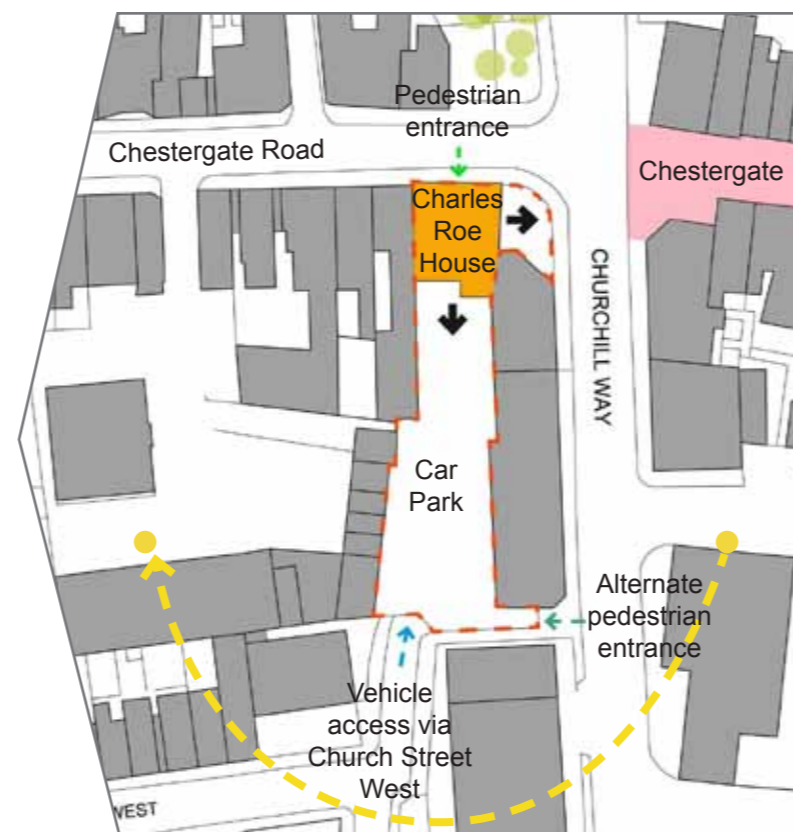 Pedestrian
entrance
Chestergate Road
Chestergate
Charles
Roe
House
CHURCHILL WAY
Car
Park
Alternate
pedestrian
entrance
Vehicle
access via
Church Street
West
WEST